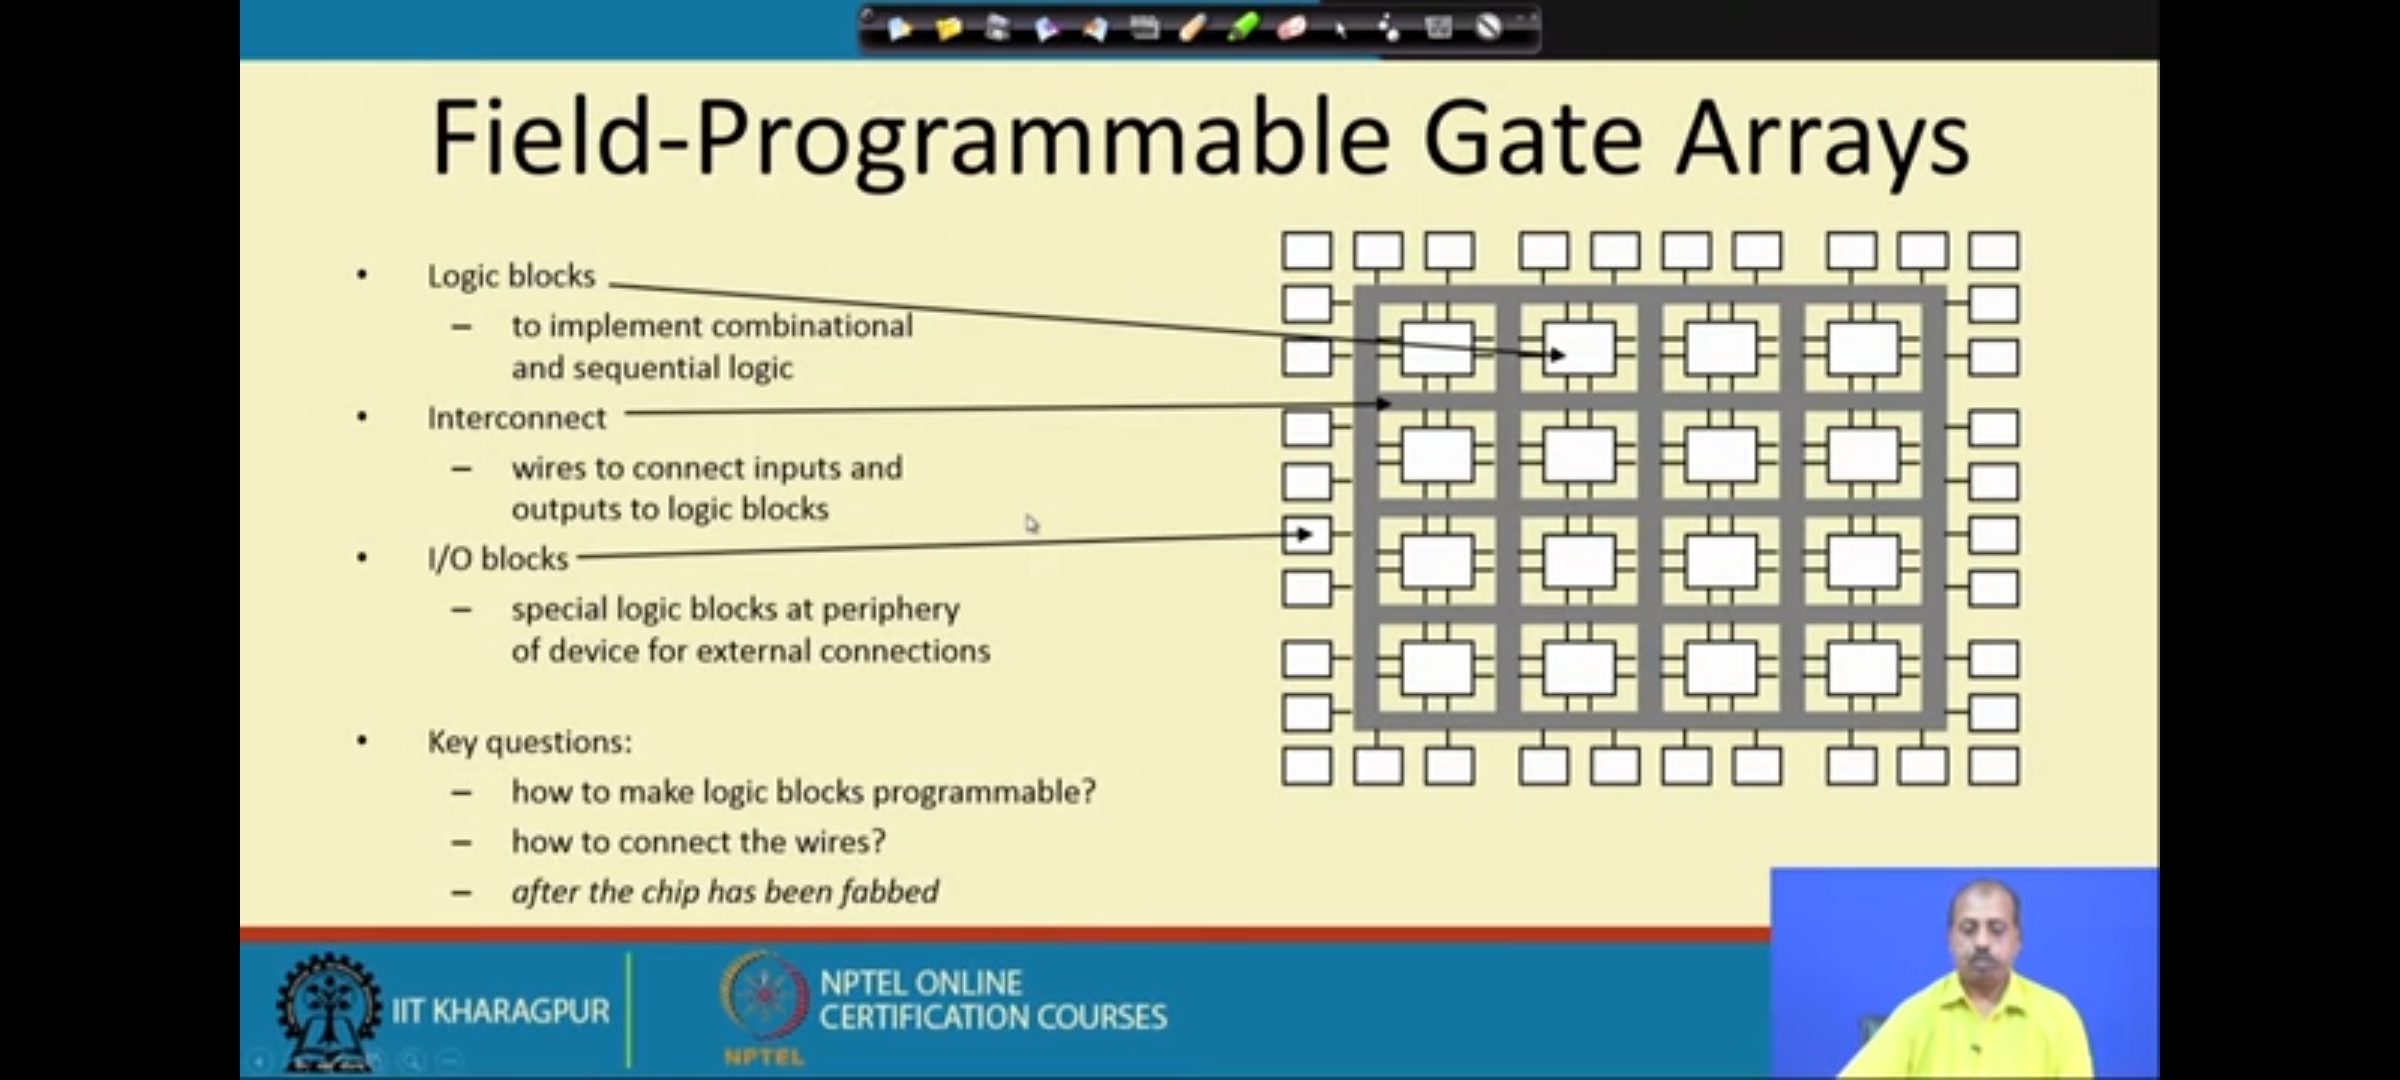 Field-Programmable Gate Arrays
• Logic blocks
– to implement combinational
and sequential logic
• Interconnect
– wires to connect inputs and
outputs to logic blocks
• I/O blocks
– special logic blocks at periphery
of device for external connections
• Key questions:
– how to make logic blocks programmable?
– how to connect the wires?
– after the chip has been fabbed
IIT KHARAGPUR
NPTEL ONLINE
CERTIFICATION COURSES
NPTEL